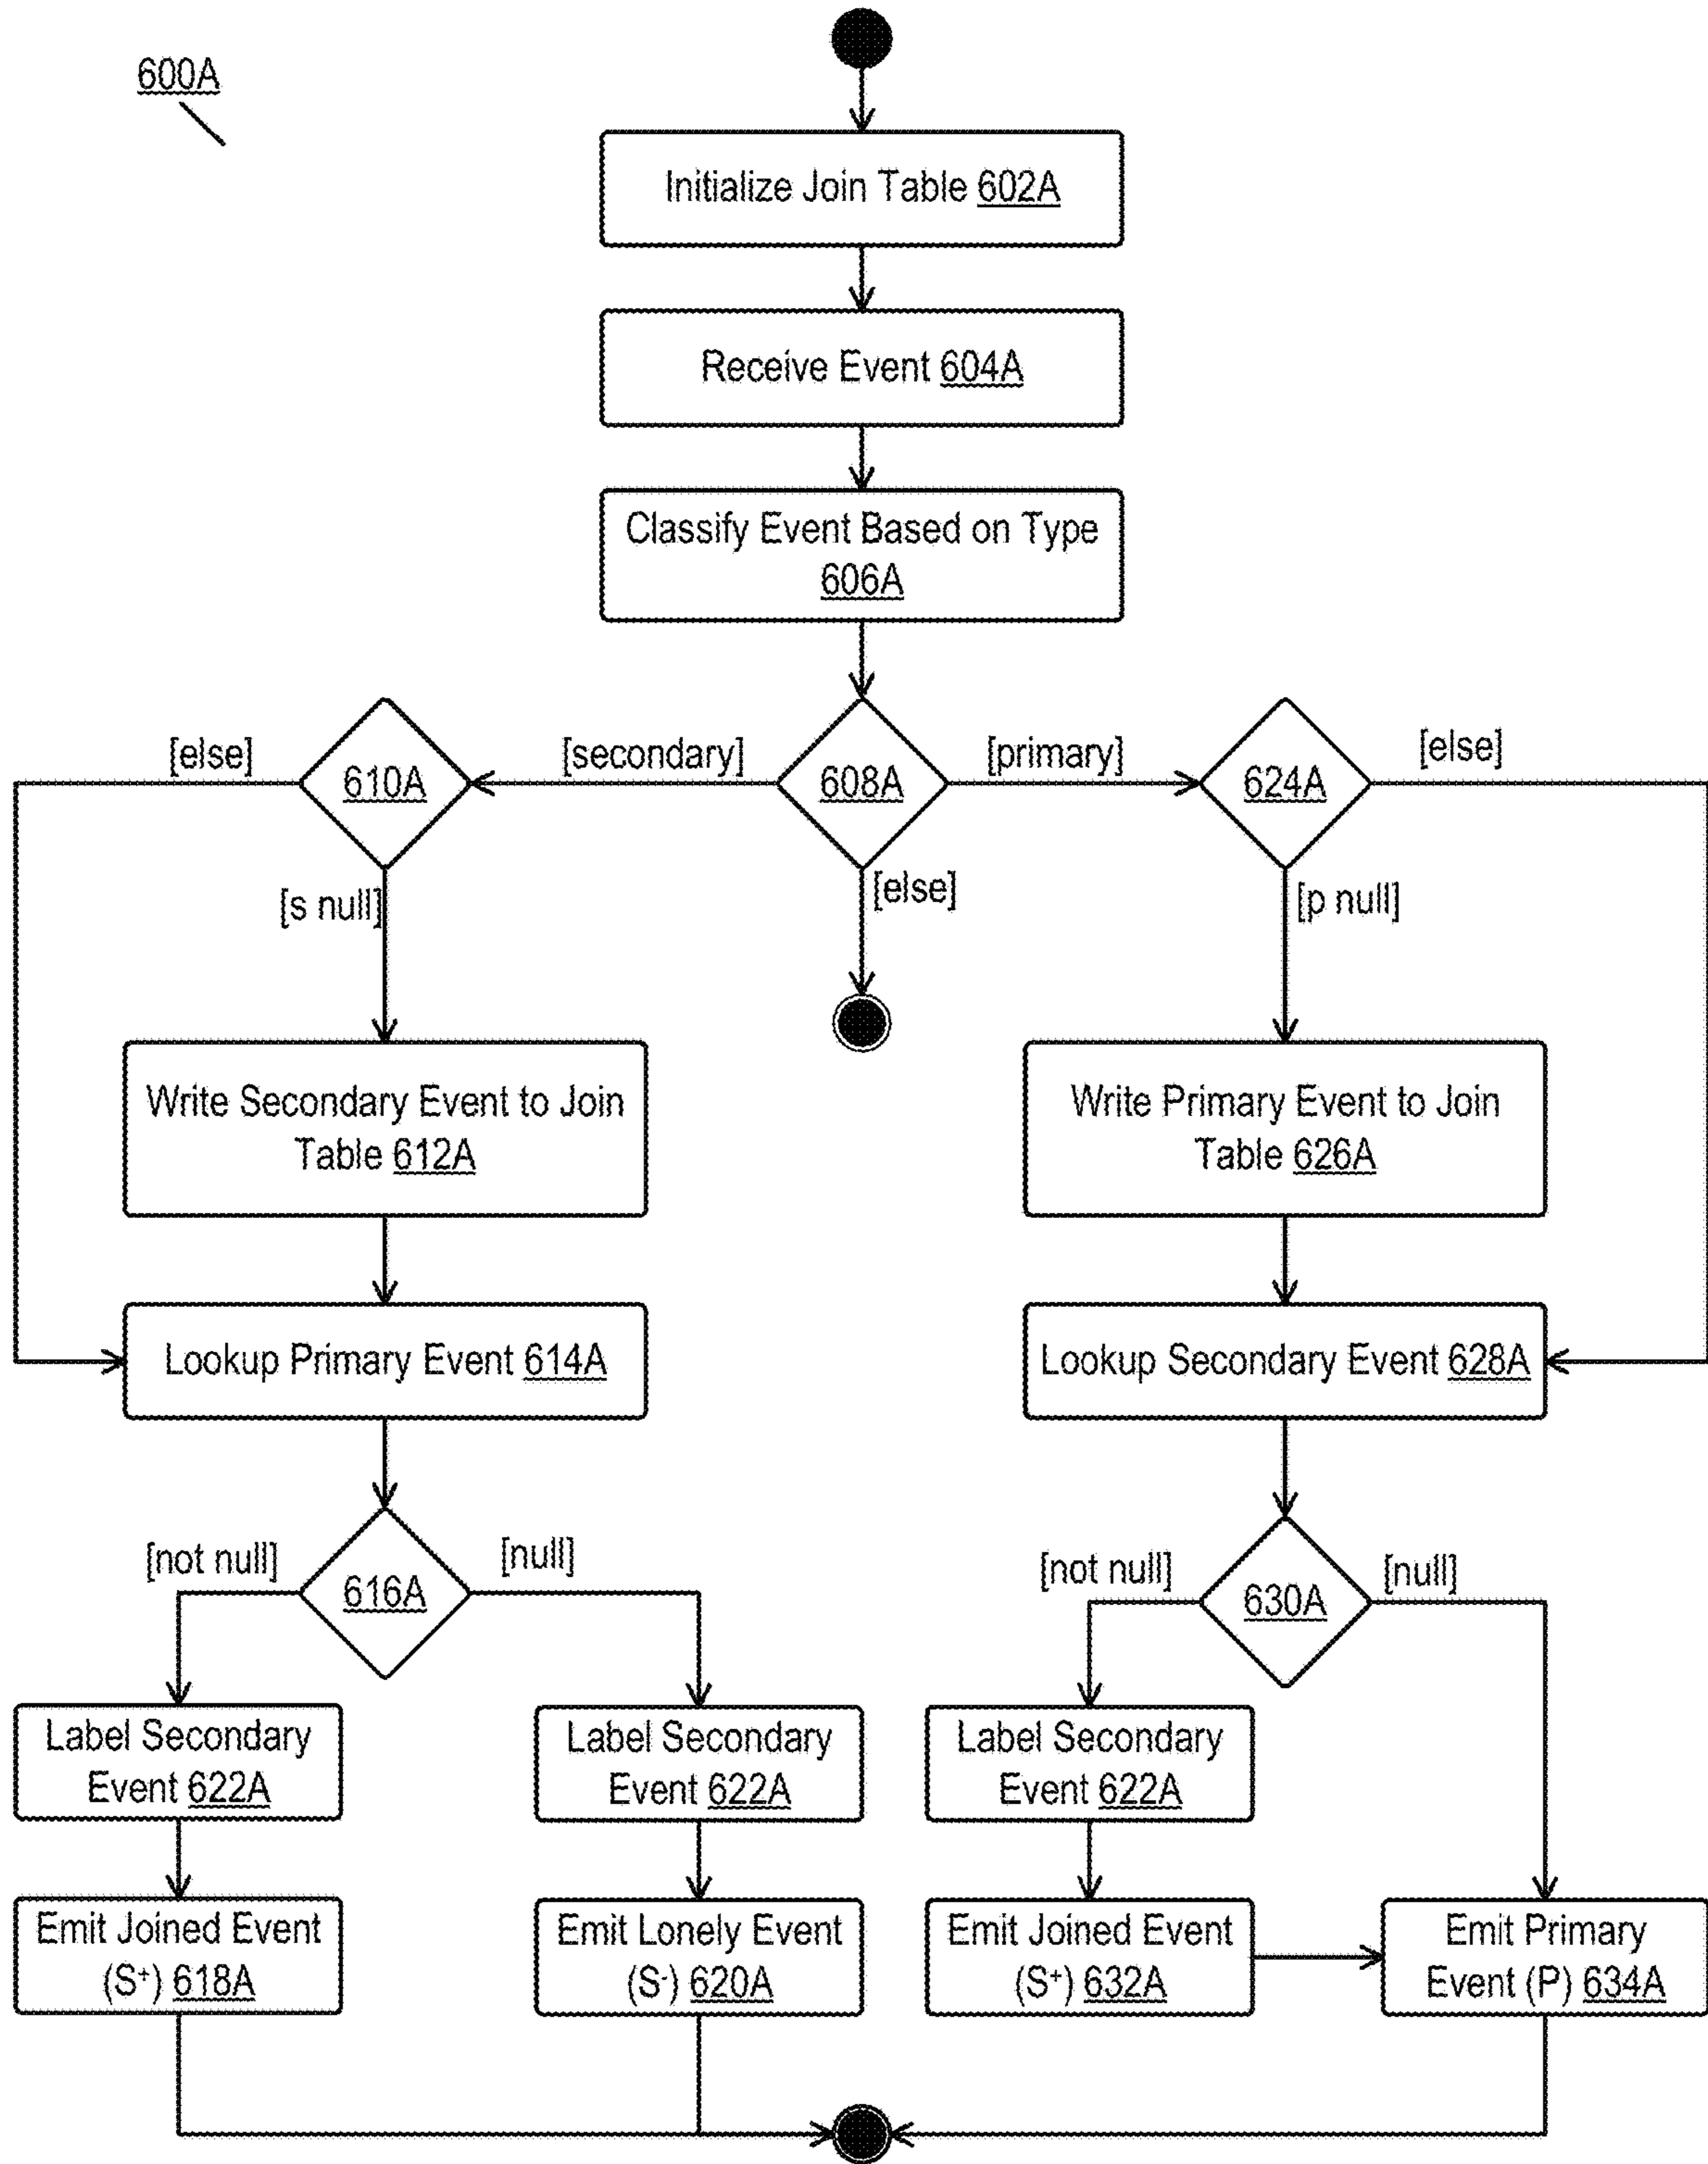 600A
Initialize Join Table 602A
Receive Event 604A
Classify Event Based on Type
606A
[else]
610A
[secondary]
608A
[primary]
624A
[else]
[s null]
[else]
[p null]
Write Secondary Event to Join
Table 612A
Write Primary Event to Join
Table 626A
Lookup Primary Event 614A
Lookup Secondary Event 628A
[not null]
616A
[null]
[not null]
630A
[null]
Label Secondary
Event 622A
Label Secondary
Event 622A
Label Secondary
Event 622A
Emit Joined Event
(S⁺) 618A
Emit Lonely Event
(S⁻) 620A
Emit Joined Event
(S⁺) 632A
Emit Primary
Event (P) 634A